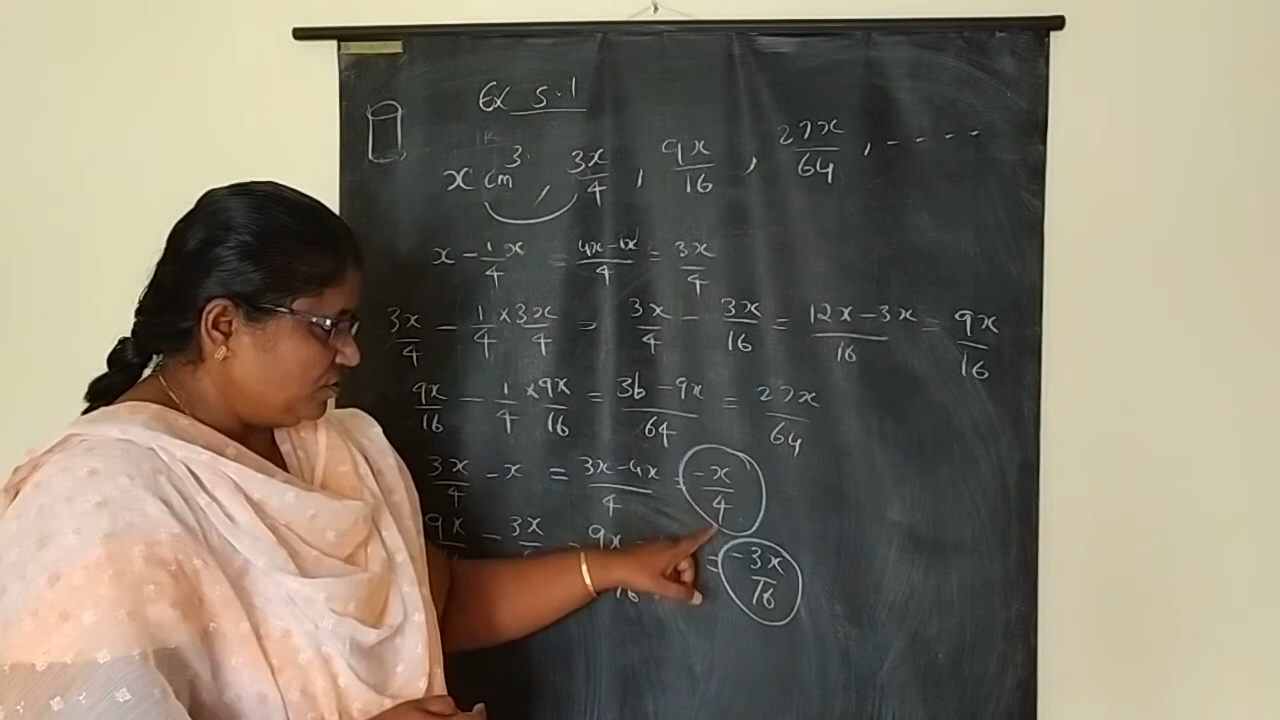 Ex 5.1
x cm³, 3x/4, 9x/16, 27x/64, -----
x - 1/4 x = 4x-1x/4 = 3x/4
3x/4 - 1/4 × 3x/4 = 3x/4 - 3x/16 = 12x-3x/16 = 9x/16
9x/16 - 1/4 × 9x/16 = 36-9x/64 = 27x/64
3x/4 - x = 3x-4x/4 = -x/4
9x - 3x = 9x /16 = -3x/16